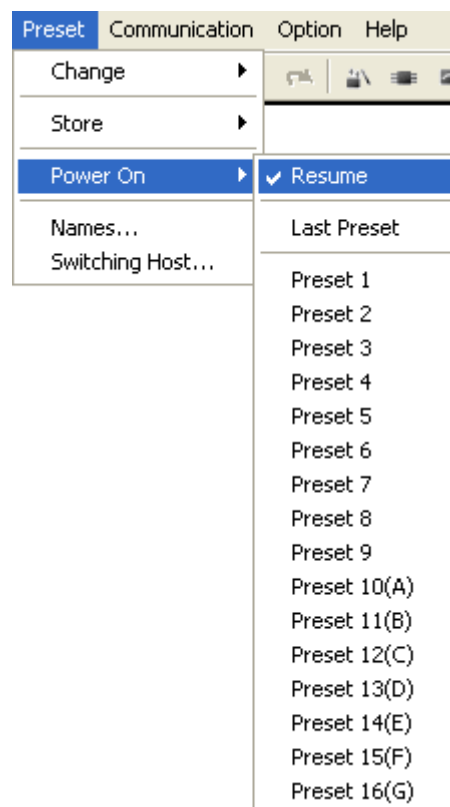 Preset Communication Option Help
Change
Store
Power On
Names...
Switching Host...
Resume
Last Preset
Preset 1
Preset 2
Preset 3
Preset 4
Preset 5
Preset 6
Preset 7
Preset 8
Preset 9
Preset 10(A)
Preset 11(B)
Preset 12(C)
Preset 13(D)
Preset 14(E)
Preset 15(F)
Preset 16(G)